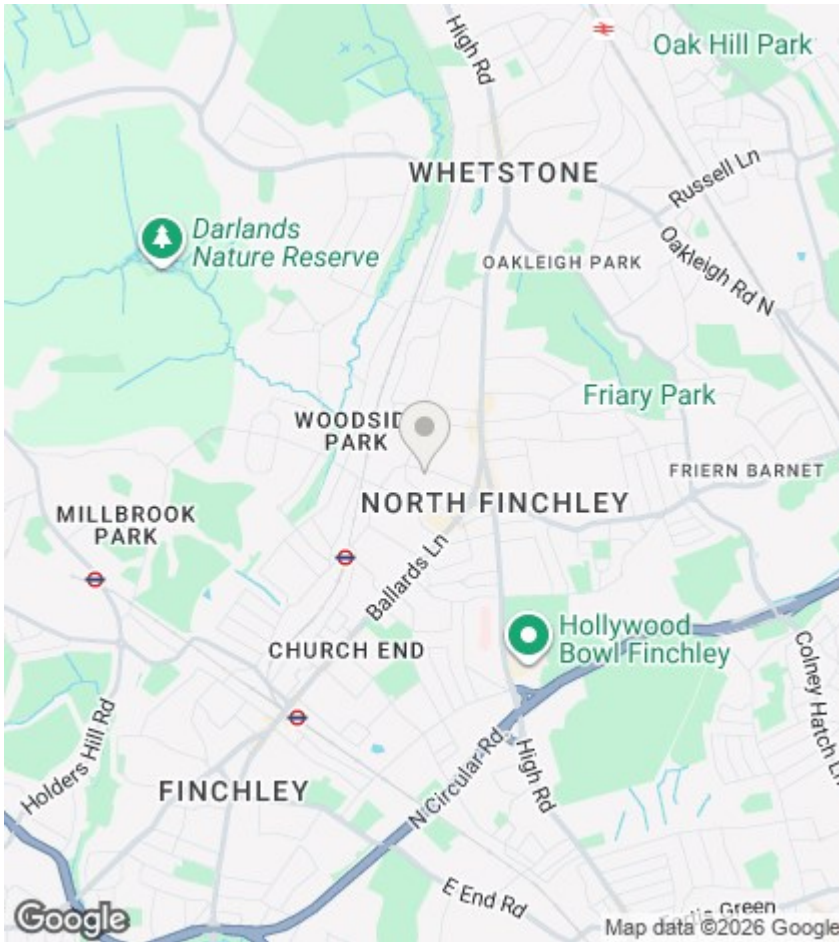 High Rd
Oak Hill Park
WHETSTONE
Russell Ln
Darlands
Nature Reserve
OAKLEIGH PARK
Oakleigh Rd N
Friary Park
WOODSID
PARK
FRIERN BARNET
NORTH FINCHLEY
MILLBROOK
PARK
Ballards Ln
Hollywood
Bowl Finchley
CHURCH END
Colney Hatch Ln
Holders Hill Rd
N Circular Rd
High Rd
FINCHLEY
E End Rd
Green
Google
Map data ©2026 Google